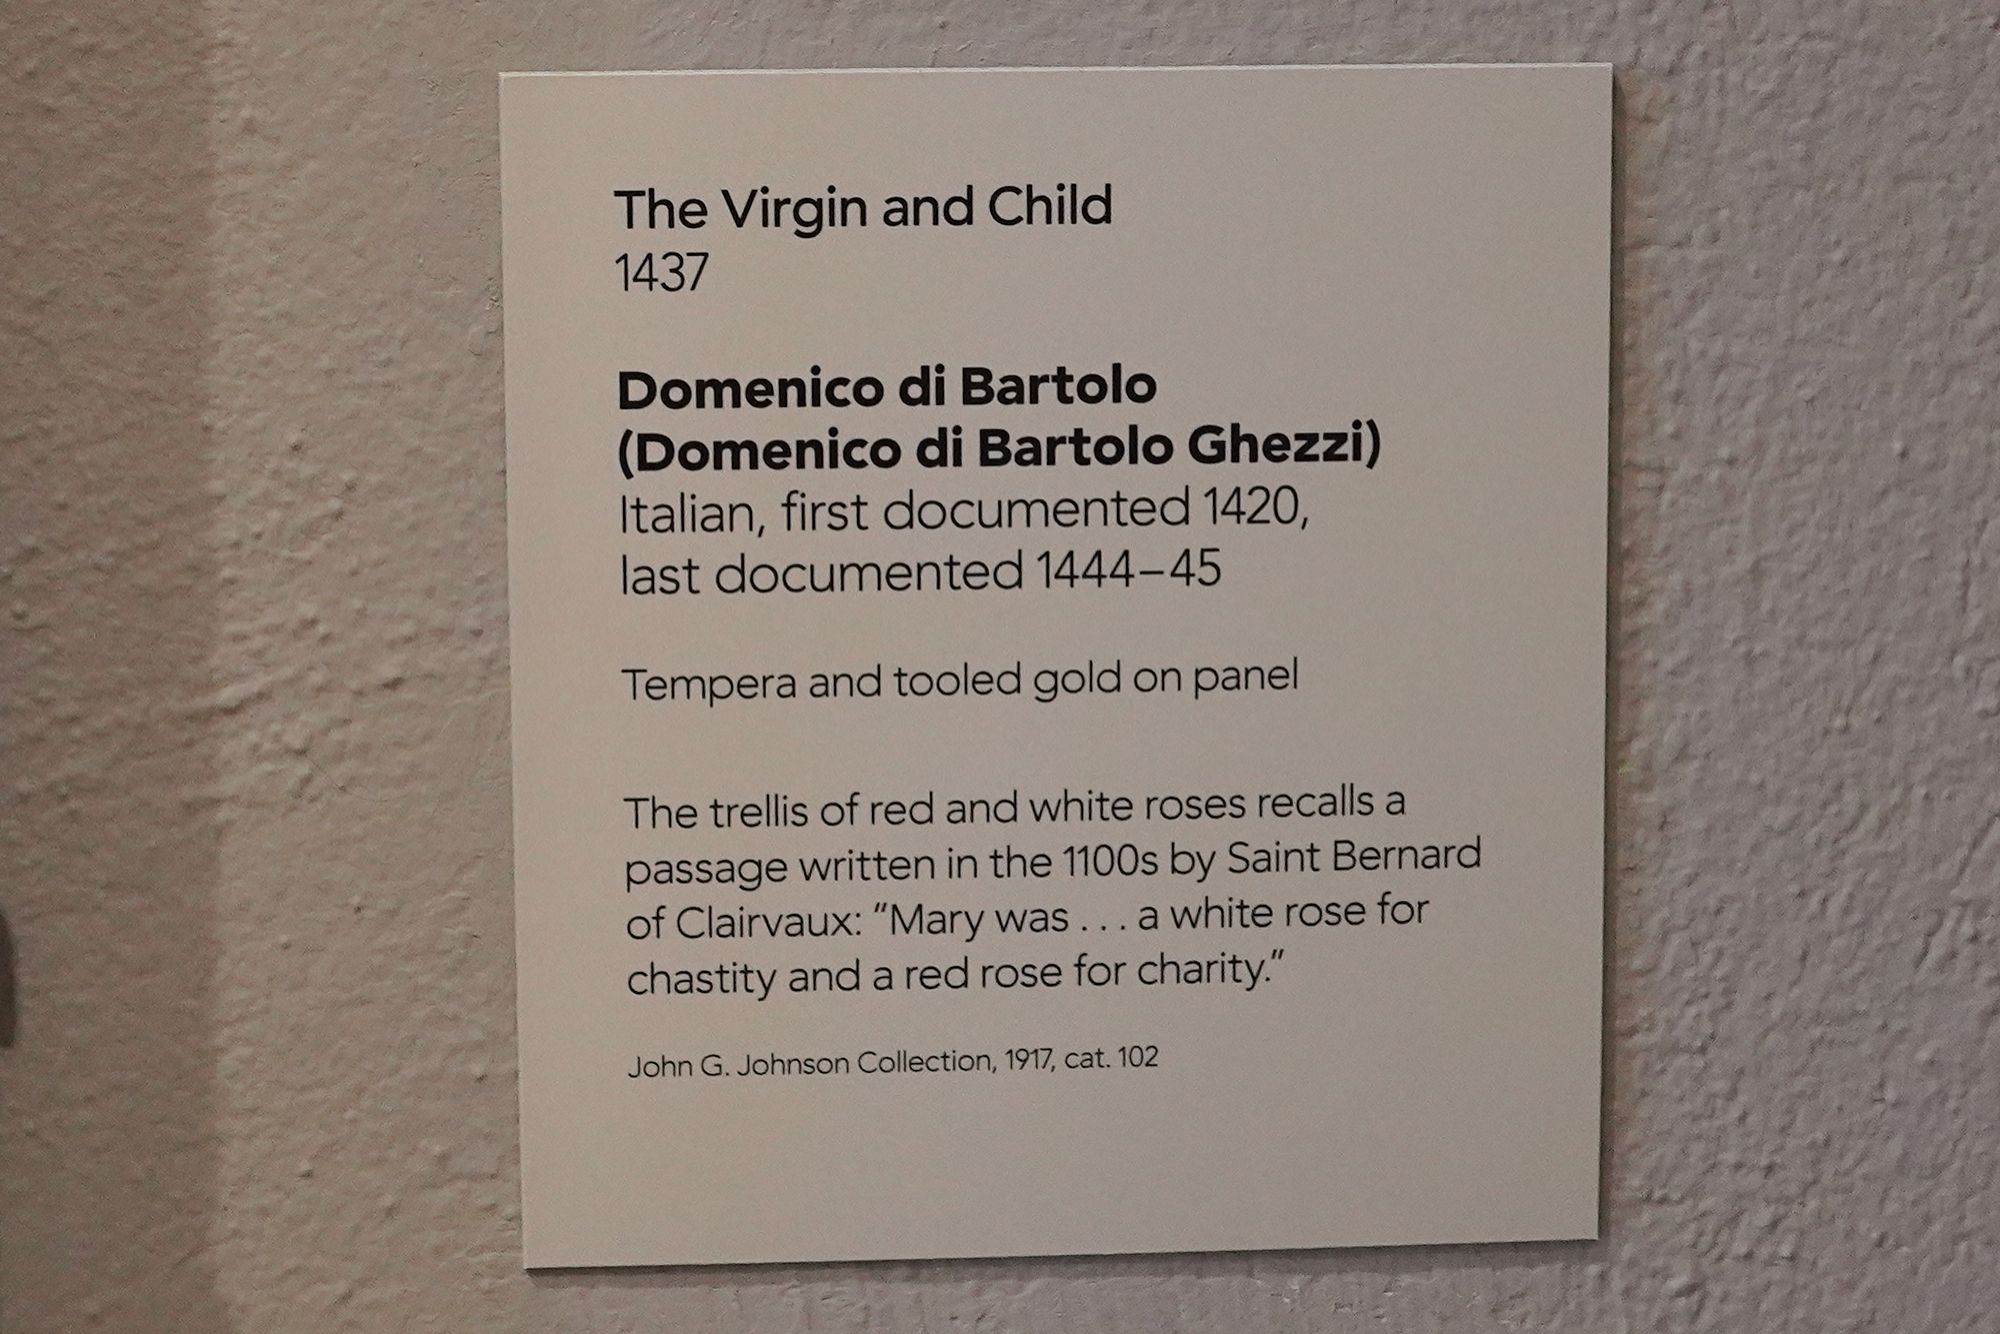 The Virgin and Child
1437
Domenico di Bartolo
(Domenico di Bartolo Ghezzi)
Italian, first documented 1420,
last documented 1444–45
Tempera and tooled gold on panel
The trellis of red and white roses recalls a
passage written in the 1100s by Saint Bernard
of Clairvaux: “Mary was . . . a white rose for
chastity and a red rose for charity.”
John G. Johnson Collection, 1917, cat. 102